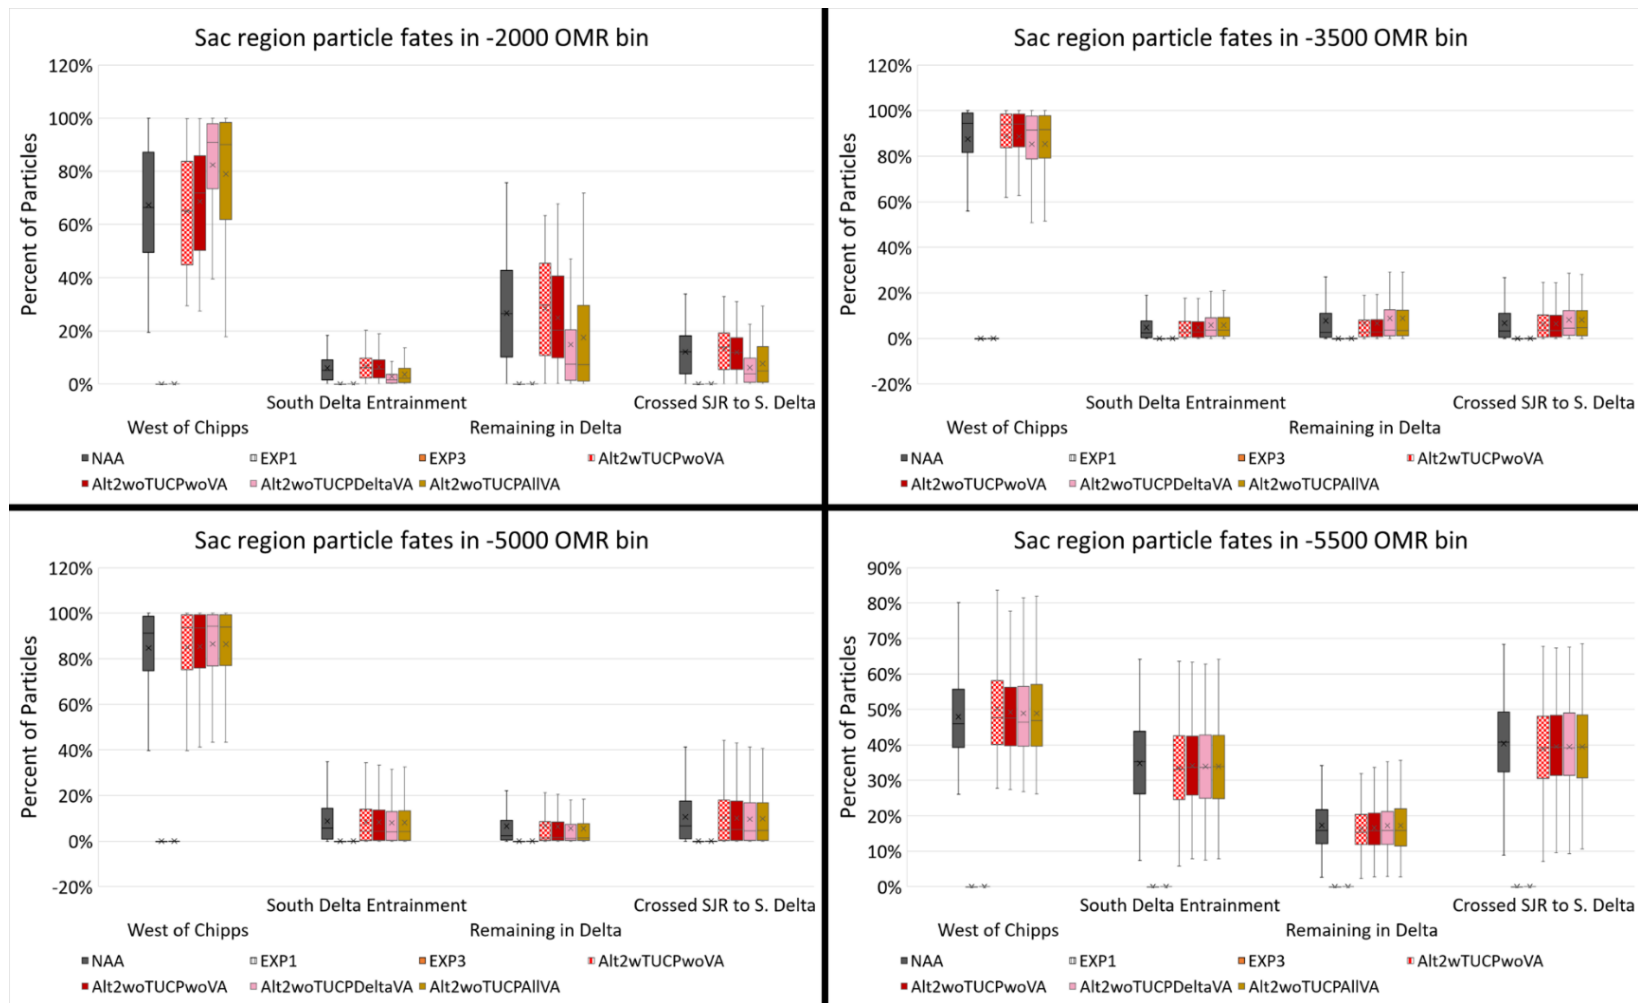 Sac region particle fates in -2000 OMR bin
120%
100%
80%
60%
40%
20%
0%
Percent of Particles
South Delta Entrainment
Crossed SJR to S. Delta
West of Chipps
Remaining in Delta
NAA
EXP1
EXP3
Alt2wTUCPwoVA
Alt2woTUCPwoVA
Alt2woTUCPDeltaVA
Alt2woTUCPAllVA
Sac region particle fates in -3500 OMR bin
120%
100%
80%
60%
40%
20%
0%
-20%
Percent of Particles
South Delta Entrainment
Crossed SJR to S. Delta
West of Chipps
Remaining in Delta
NAA
EXP1
EXP3
Alt2wTUCPwoVA
Alt2woTUCPwoVA
Alt2woTUCPDeltaVA
Alt2woTUCPAllVA
Sac region particle fates in -5000 OMR bin
120%
100%
80%
60%
40%
20%
0%
-20%
Percent of Particles
South Delta Entrainment
Crossed SJR to S. Delta
West of Chipps
Remaining in Delta
NAA
EXP1
EXP3
Alt2wTUCPwoVA
Alt2woTUCPwoVA
Alt2woTUCPDeltaVA
Alt2woTUCPAllVA
Sac region particle fates in -5500 OMR bin
90%
80%
70%
60%
50%
40%
30%
20%
10%
0%
Percent of Particles
South Delta Entrainment
Crossed SJR to S. Delta
West of Chipps
Remaining in Delta
NAA
EXP1
EXP3
Alt2wTUCPwoVA
Alt2woTUCPwoVA
Alt2woTUCPDeltaVA
Alt2woTUCPAllVA